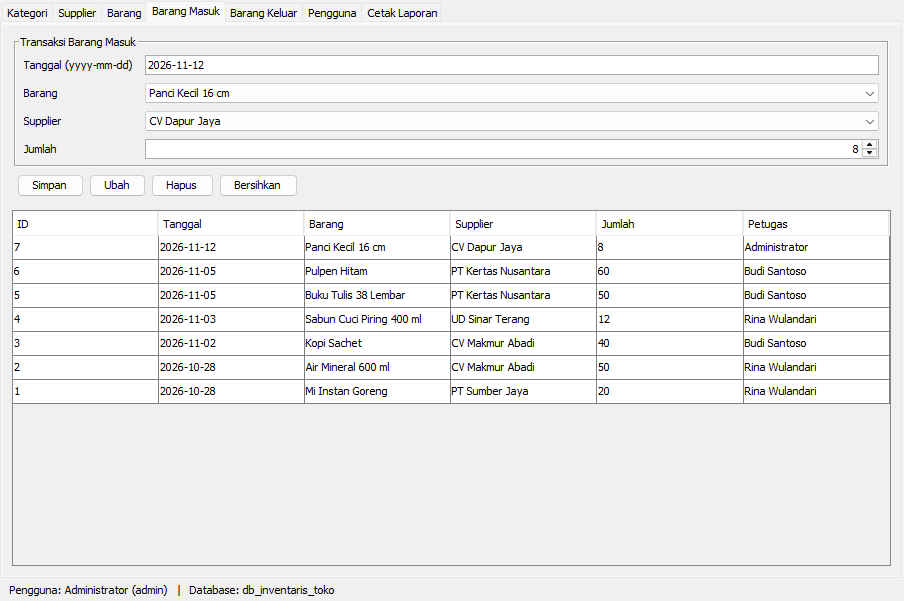 Kategori Supplier Barang Barang Masuk Barang Keluar Pengguna Cetak Laporan
Transaksi Barang Masuk
Tanggal (yyyy-mm-dd) 2026-11-12
Barang Panci Kecil 16 cm
Supplier CV Dapur Jaya
Jumlah 8
Simpan Ubah Hapus Bersihkan
ID Tanggal Barang Supplier Jumlah Petugas
7 2026-11-12 Panci Kecil 16 cm CV Dapur Jaya 8 Administrator
6 2026-11-05 Pulpen Hitam PT Kertas Nusantara 60 Budi Santoso
5 2026-11-05 Buku Tulis 38 Lembar PT Kertas Nusantara 50 Budi Santoso
4 2026-11-03 Sabun Cuci Piring 400 ml UD Sinar Terang 12 Rina Wulandari
3 2026-11-02 Kopi Sachet CV Makmur Abadi 40 Budi Santoso
2 2026-10-28 Air Mineral 600 ml CV Makmur Abadi 50 Rina Wulandari
1 2026-10-28 Mi Instan Goreng PT Sumber Jaya 20 Rina Wulandari
Pengguna: Administrator (admin) | Database: db_inventaris_toko